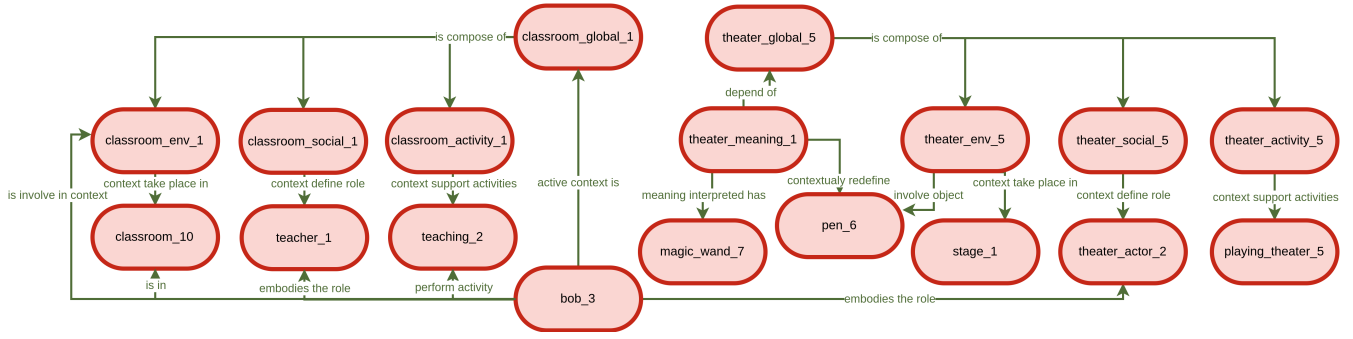 classroom_global_1
theater_global_5
is compose of
is compose of
depend of
classroom_env_1
classroom_social_1
classroom_activity_1
theater_meaning_1
theater_env_5
theater_social_5
theater_activity_5
context take place in
context define role
context support activities
active context is
contextualy redefine
context take place in
is involve in context
meaning interpreted has
involve object
context define role
context support activities
classroom_10
teacher_1
teaching_2
pen_6
magic_wand_7
stage_1
theater_actor_2
playing_theater_5
is in
embodies the role
perform activity
bob_3
embodies the role